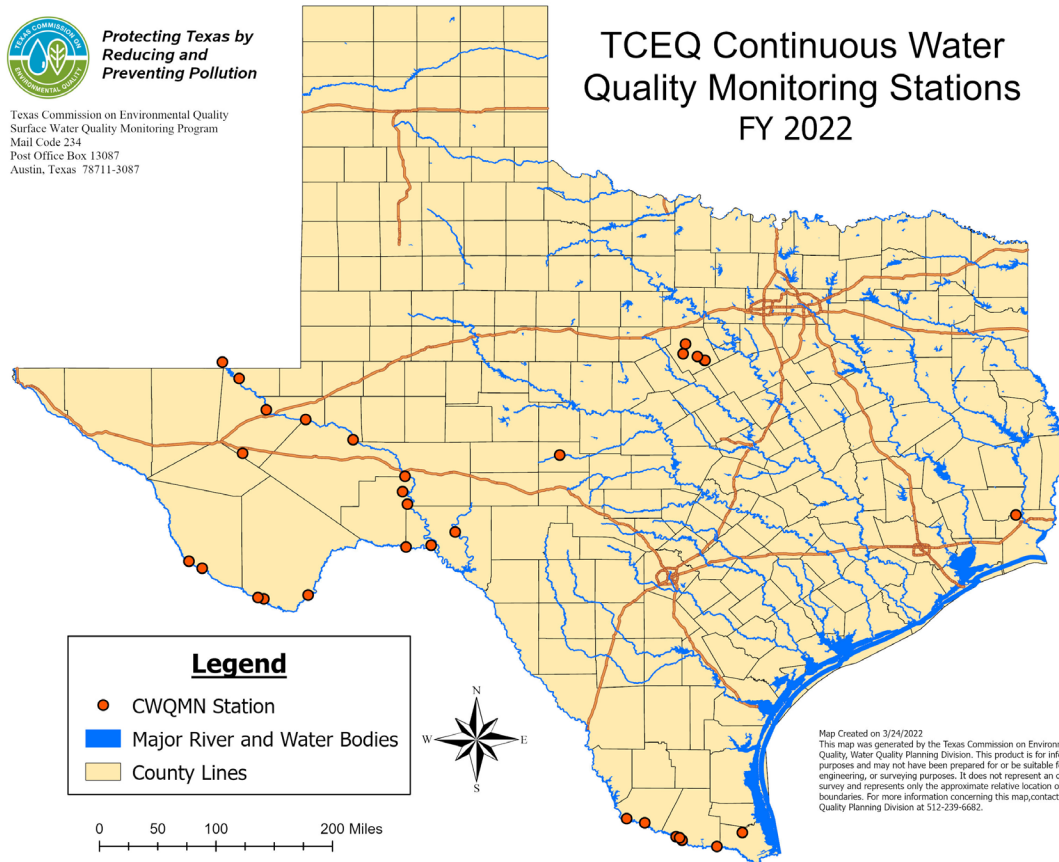 TEXAS COMMISSION ON
ENVIRONMENTAL QUALITY
Protecting Texas by
Reducing and
Preventing Pollution
Texas Commission on Environmental Quality
Surface Water Quality Monitoring Program
Mail Code 234
Post Office Box 13087
Austin, Texas 78711-3087
TCEQ Continuous Water
Quality Monitoring Stations
FY 2022
Legend
CWQMN Station
Major River and Water Bodies
County Lines
0 50 100 200 Miles
N
W E
S
Map Created on 3/24/2022
This map was generated by the Texas Commission on Environ
Quality, Water Quality Planning Division. This product is for inf
purposes and may not have been prepared for or be suitable f
engineering, or surveying purposes. It does not represent an
survey and represents only the approximate relative location o
boundaries. For more information concerning this map,contact
Quality Planning Division at 512-239-6682.